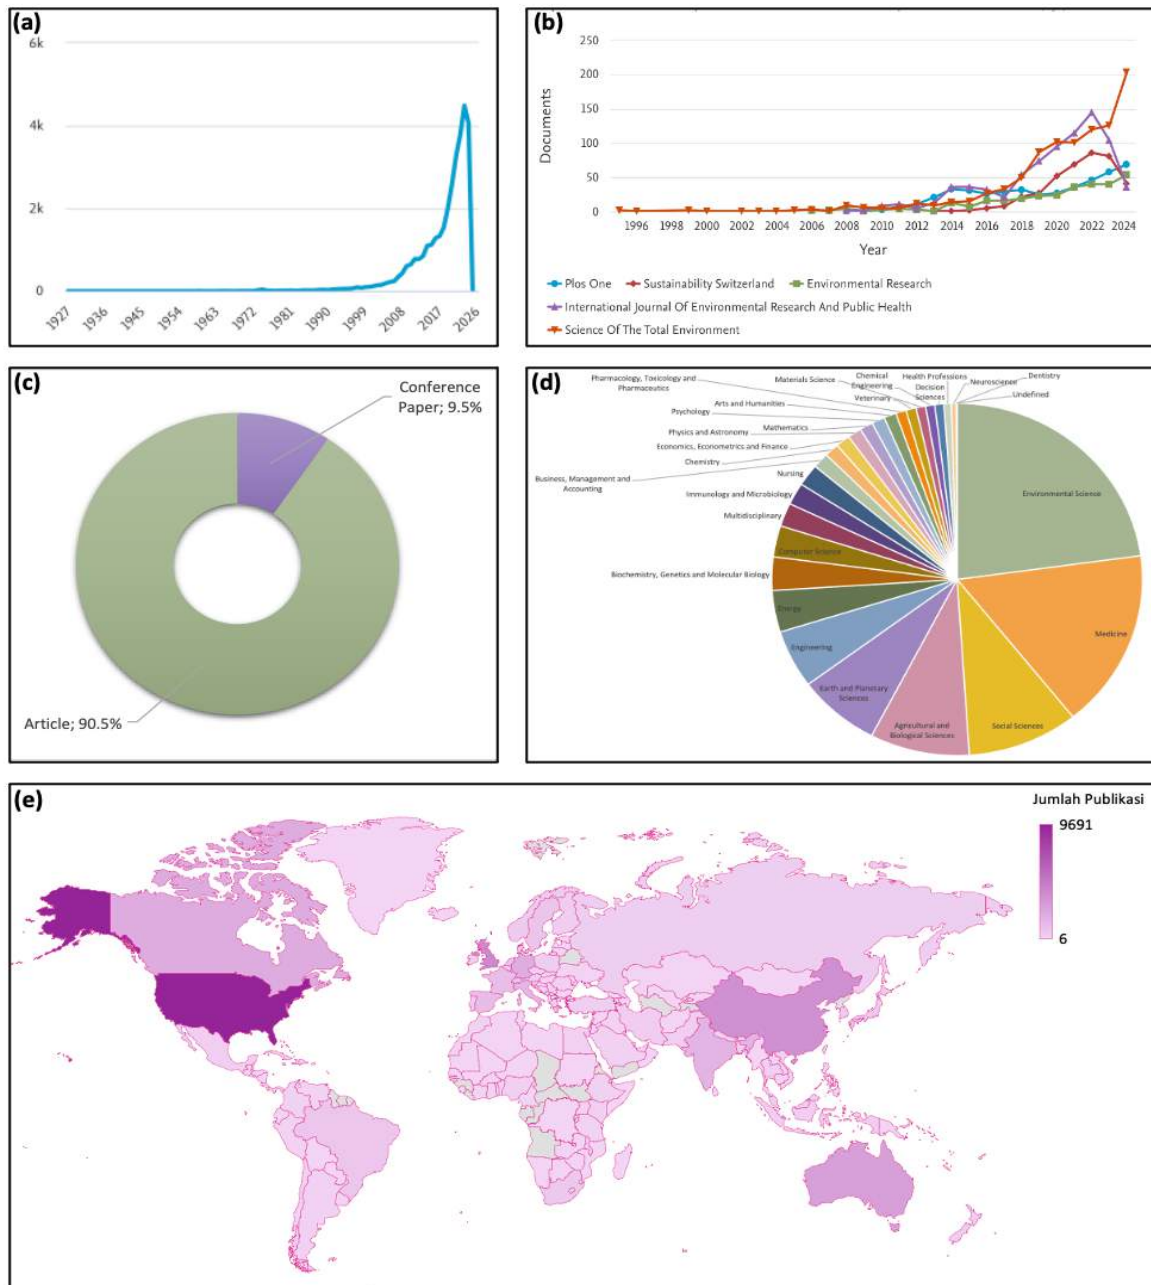 (a)
6k
4k
2k
0
1927
1936
1945
1954
1963
1972
1981
1990
1999
2008
2017
2026
(b)
250
200
150
100
50
0
Documents
1996 1998 2000 2002 2004 2006 2008 2010 2012 2014 2016 2018 2020 2022 2024
Year
Plos One Sustainability Switzerland Environmental Research
International Journal Of Environmental Research And Public Health
Science Of The Total Environment
(c)
Conference
Paper; 9.5%
Article; 90.5%
(d)
Pharmacology, Toxicology and
Pharmaceutics
Materials Science
Chemical
Engineering
Health Professions
Decision
Sciences
Neuroscience
Dentistry
Undefined
Veterinary
Arts and Humanities
Psychology
Mathematics
Physics and Astronomy
Economics, Econometrics and Finance
Chemistry
Business, Management and
Accounting
Nursing
Immunology and Microbiology
Multidisciplinary
Computer Science
Biochemistry, Genetics and Molecular Biology
Energy
Engineering
Earth and Planetary
Sciences
Agricultural and
Biological Sciences
Social Sciences
Medicine
Environmental Science
(e)
Jumlah Publikasi
9691
6